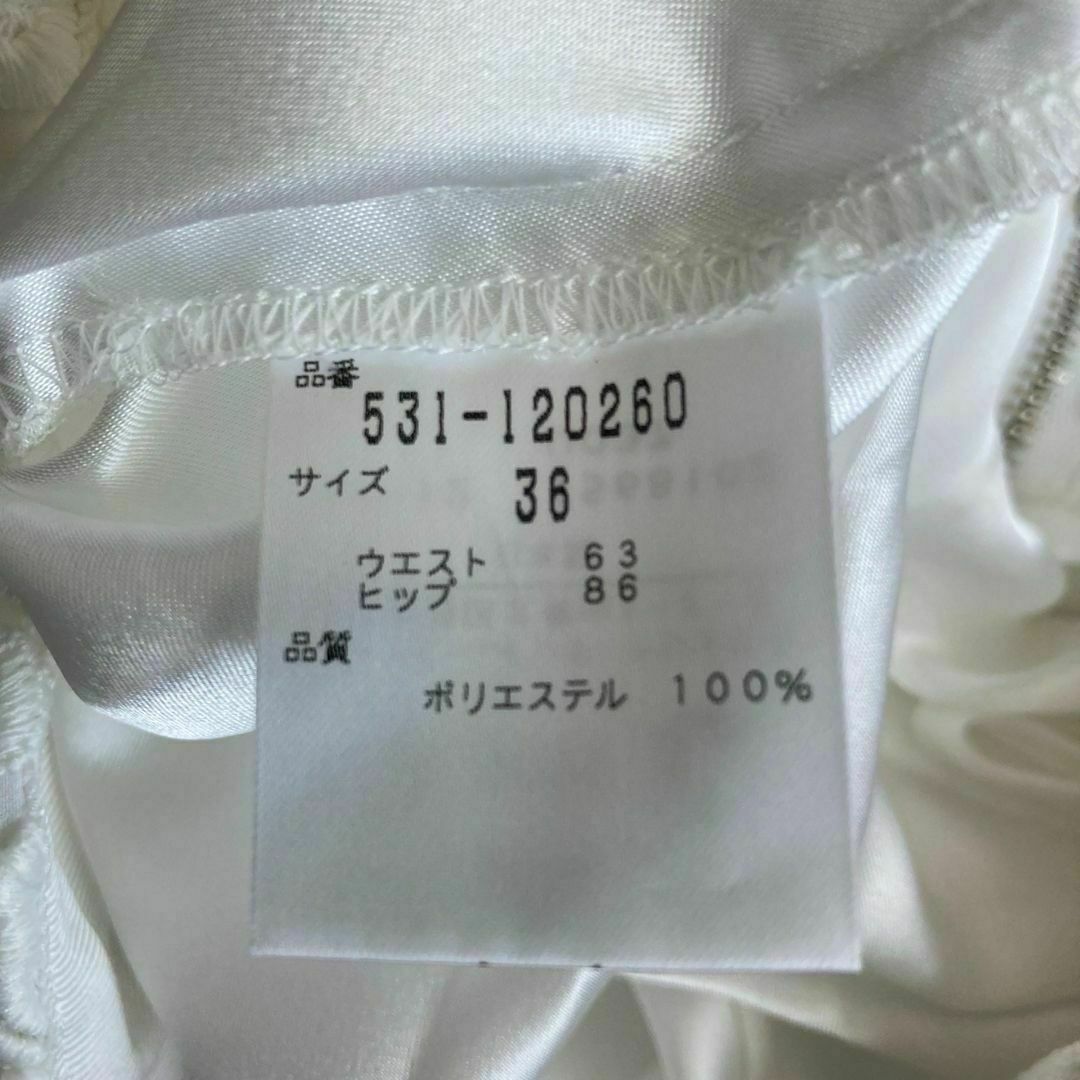 品番
531-120260
サイズ 36
ウエスト 63
ヒップ 86
品質
ポリエステル 100%